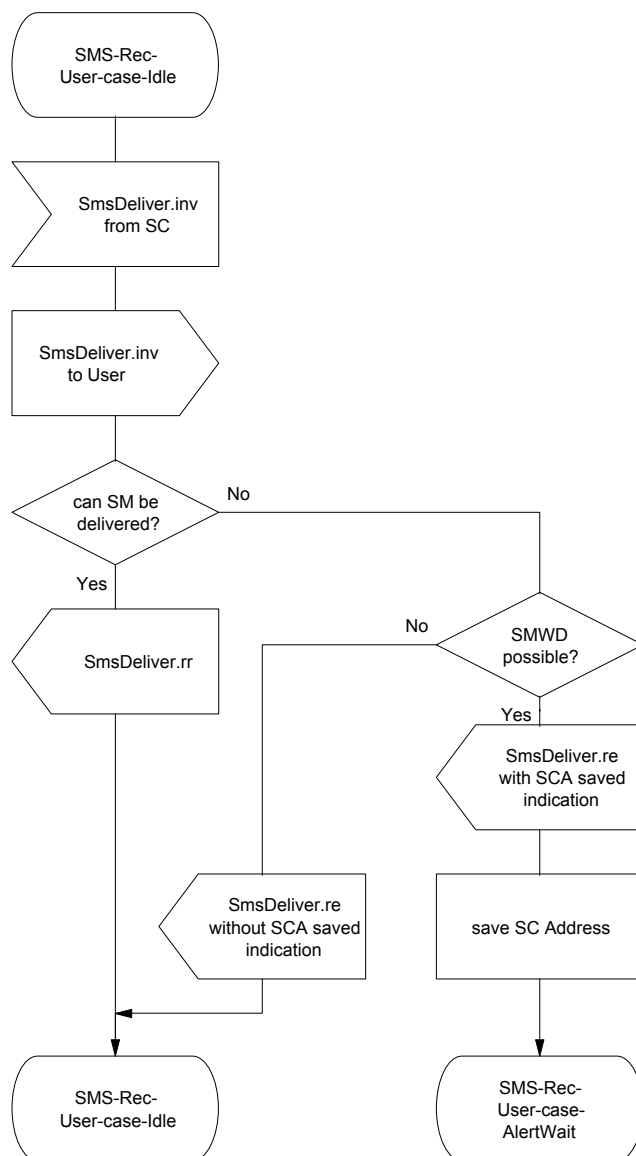 SMS-Rec-
User-case-Idle
SmsDeliver.inv
from SC
SmsDeliver.inv
to User
can SM be
delivered?
No
Yes
SmsDeliver.rr
No
SMWD
possible?
Yes
SmsDeliver.re
with SCA saved
indication
SmsDeliver.re
without SCA saved
indication
save SC Address
SMS-Rec-
User-case-Idle
SMS-Rec-
User-case-
AlertWait